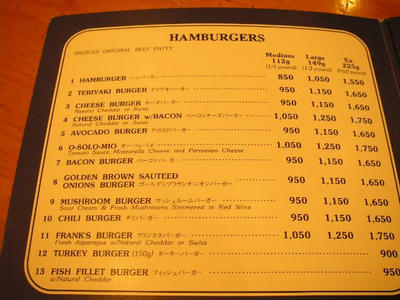 HAMBURGERS
BROILED ORIGINAL BEEF PATTY
Medium Large Ex.
112g 149g 225g
(1/4 pound) (1/3 pound) (Half pound)
1 HAMBURGER ハンバーガー 850 1,050 1,550
2 TERIYAKI BURGER テリヤキバーガー 950 1,150 1,650
3 CHEESE BURGER チーズバーガー 950 1,150 1,650
Natural Cheddar or Swiss
4 CHEESE BURGER w/BACON ベーコンチーズバーガー 1,050 1,250 1,750
Natural Cheddar or Swiss
5 AVOCADO BURGER アボカドバーガー 950 1,150 1,650
6 O-SOLO-MIO オー・ソレ・ミオ 1,050 1,250 1,750
Tomato Sauce, Mozzarella Cheese and Parmesan Cheese
7 BACON BURGER ベーコンバーガー 950 1,150 1,650
8 GOLDEN BROWN SAUTEED
ONIONS BURGER ゴールデンブラウンオニオンバーガー 950 1,150 1,650
9 MUSHROOM BURGER マッシュルームバーガー 950 1,150 1,650
Sour Cream & Fresh Mushrooms Slimmered in Red Wine
10 CHILI BURGER チリバーガー 950 1,150 1,650
11 FRANK'S BURGER フランクスバーガー 1,050 1,250 1,750
Fresh Asparagus w/Natural Cheddar or Swiss
12 TURKEY BURGER (150g) ターキーバーガー 900
13 FISH FILLET BURGER フィッシュバーガー 950
w/Natural Cheddar